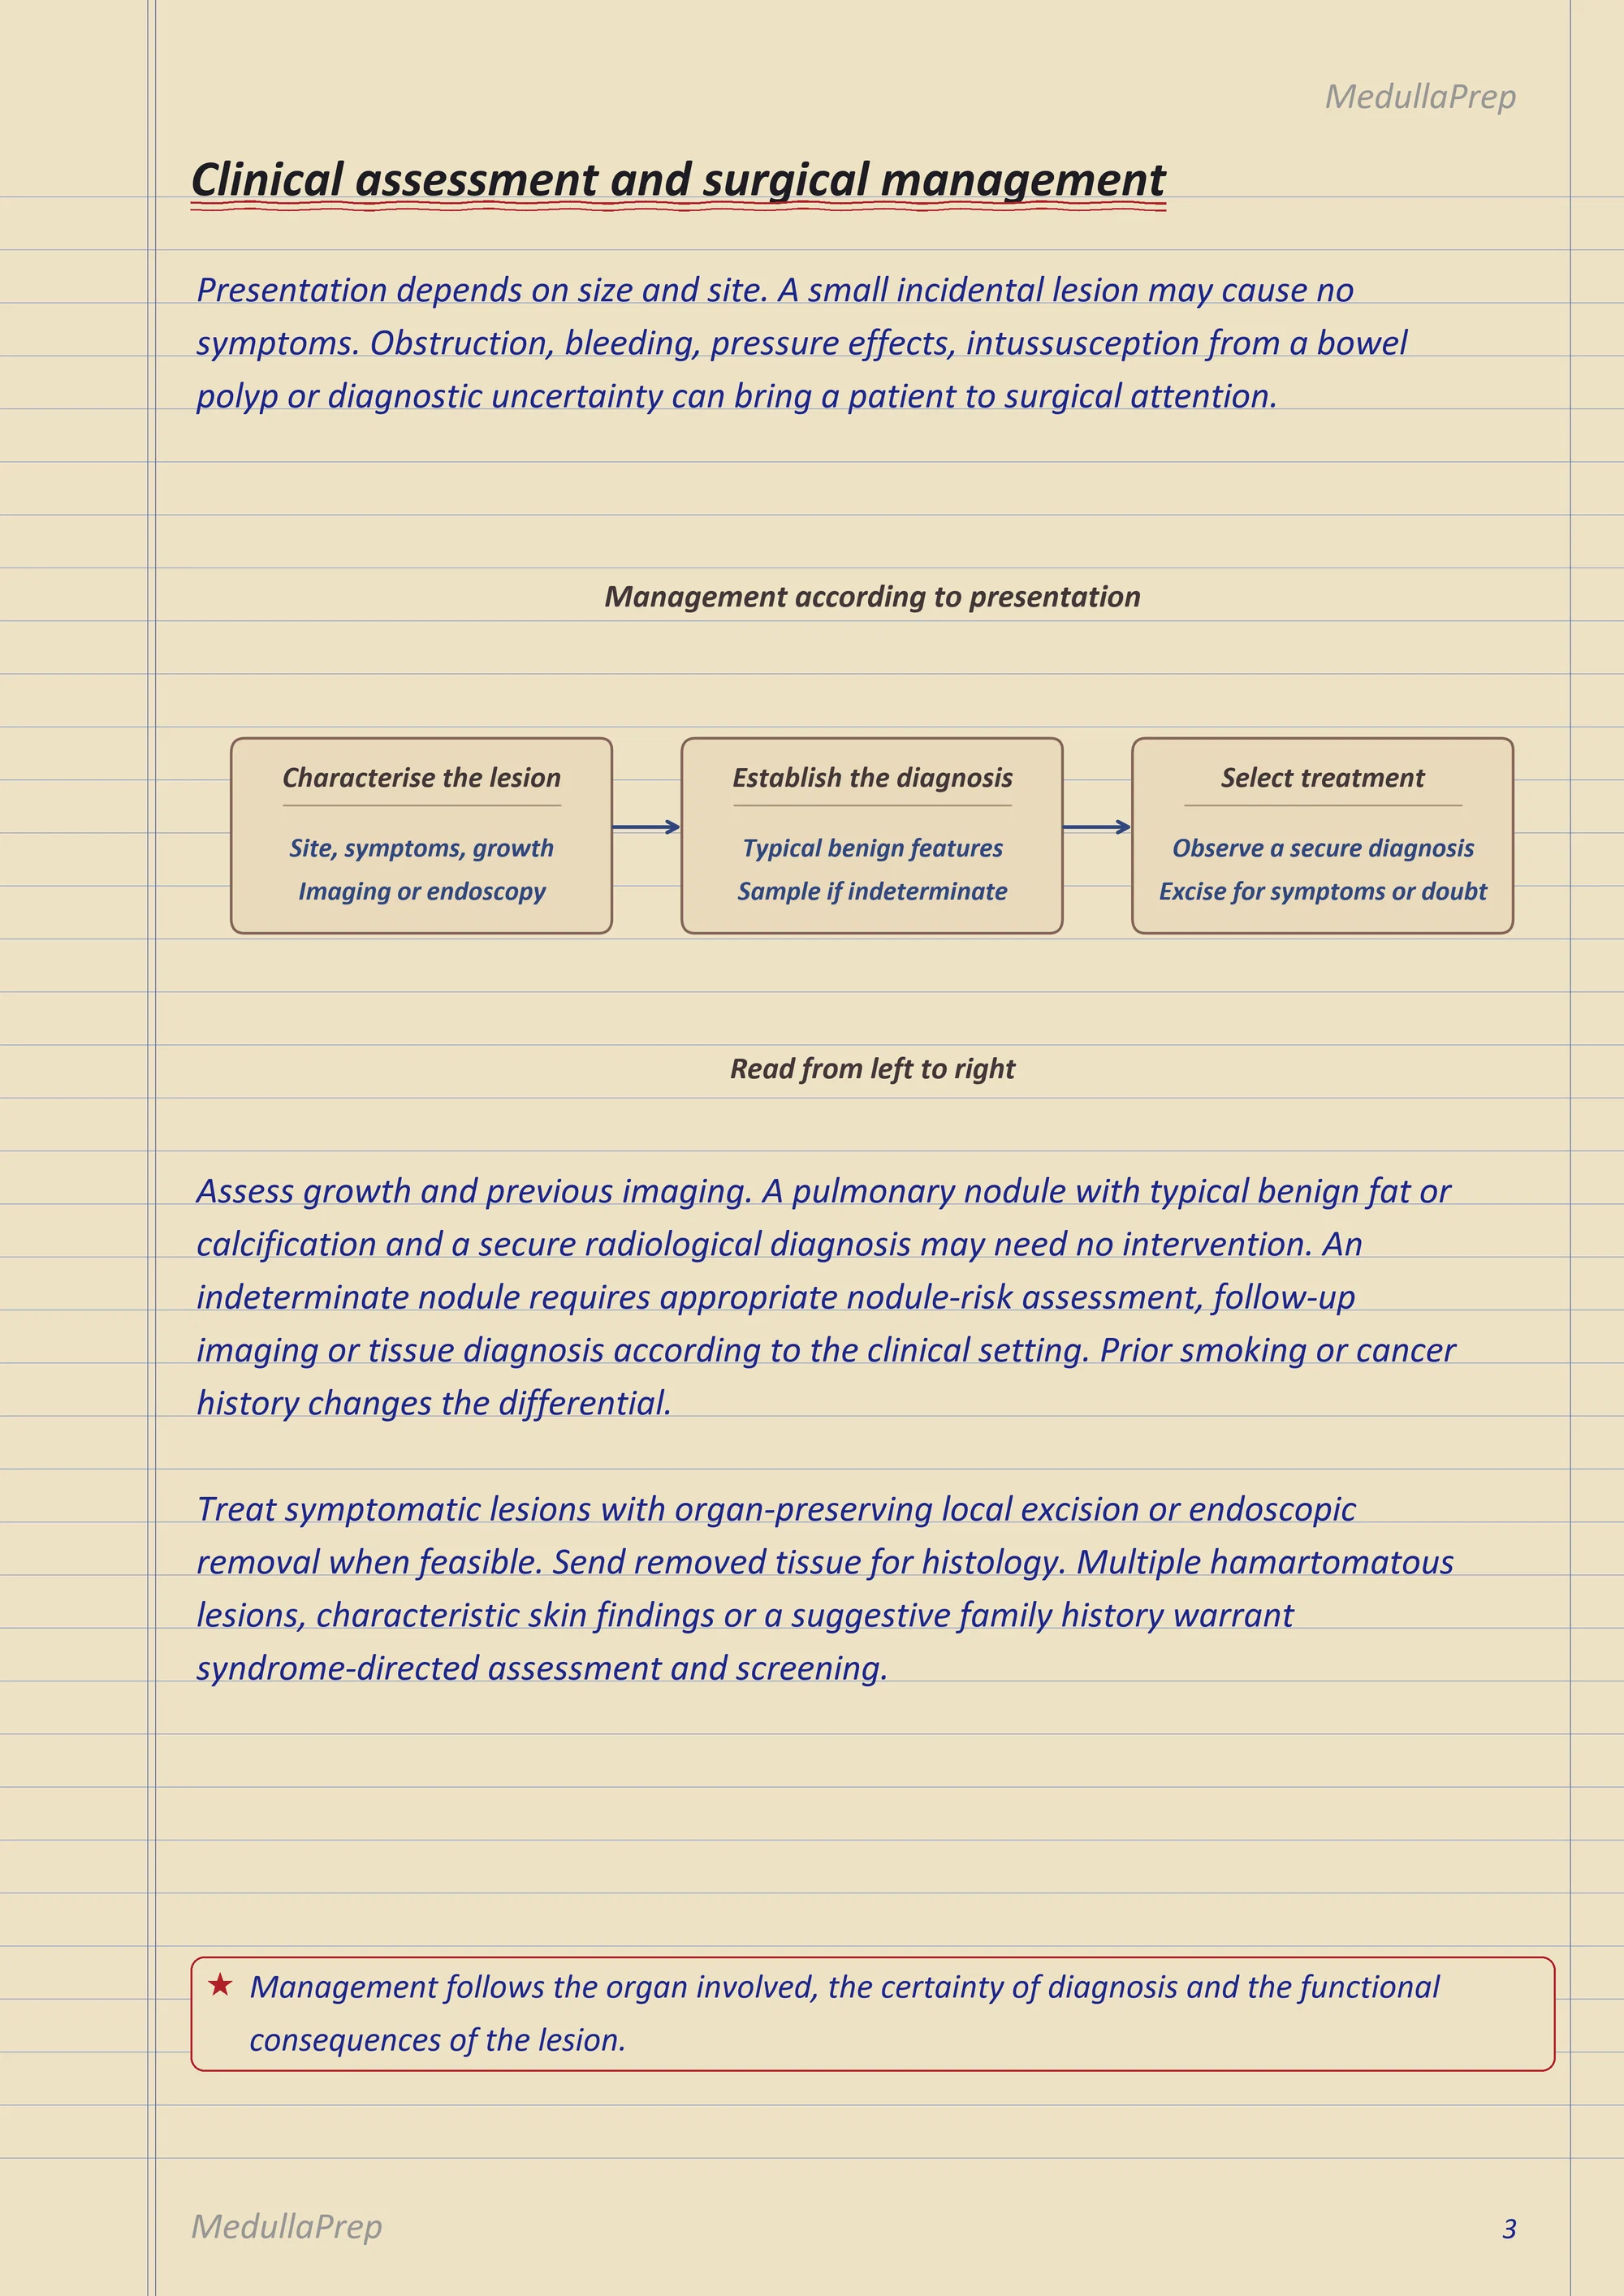 MedullaPrep
Clinical assessment and surgical management
Presentation depends on size and site. A small incidental lesion may cause no
symptoms. Obstruction, bleeding, pressure effects, intussusception from a bowel
polyp or diagnostic uncertainty can bring a patient to surgical attention.
Management according to presentation
Characterise the lesion
Site, symptoms, growth
Imaging or endoscopy
Establish the diagnosis
Typical benign features
Sample if indeterminate
Select treatment
Observe a secure diagnosis
Excise for symptoms or doubt
Read from left to right
Assess growth and previous imaging. A pulmonary nodule with typical benign fat or
calcification and a secure radiological diagnosis may need no intervention. An
indeterminate nodule requires appropriate nodule-risk assessment, follow-up
imaging or tissue diagnosis according to the clinical setting. Prior smoking or cancer
history changes the differential.
Treat symptomatic lesions with organ-preserving local excision or endoscopic
removal when feasible. Send removed tissue for histology. Multiple hamartomatous
lesions, characteristic skin findings or a suggestive family history warrant
syndrome-directed assessment and screening.
★ Management follows the organ involved, the certainty of diagnosis and the functional
consequences of the lesion.
MedullaPrep
3